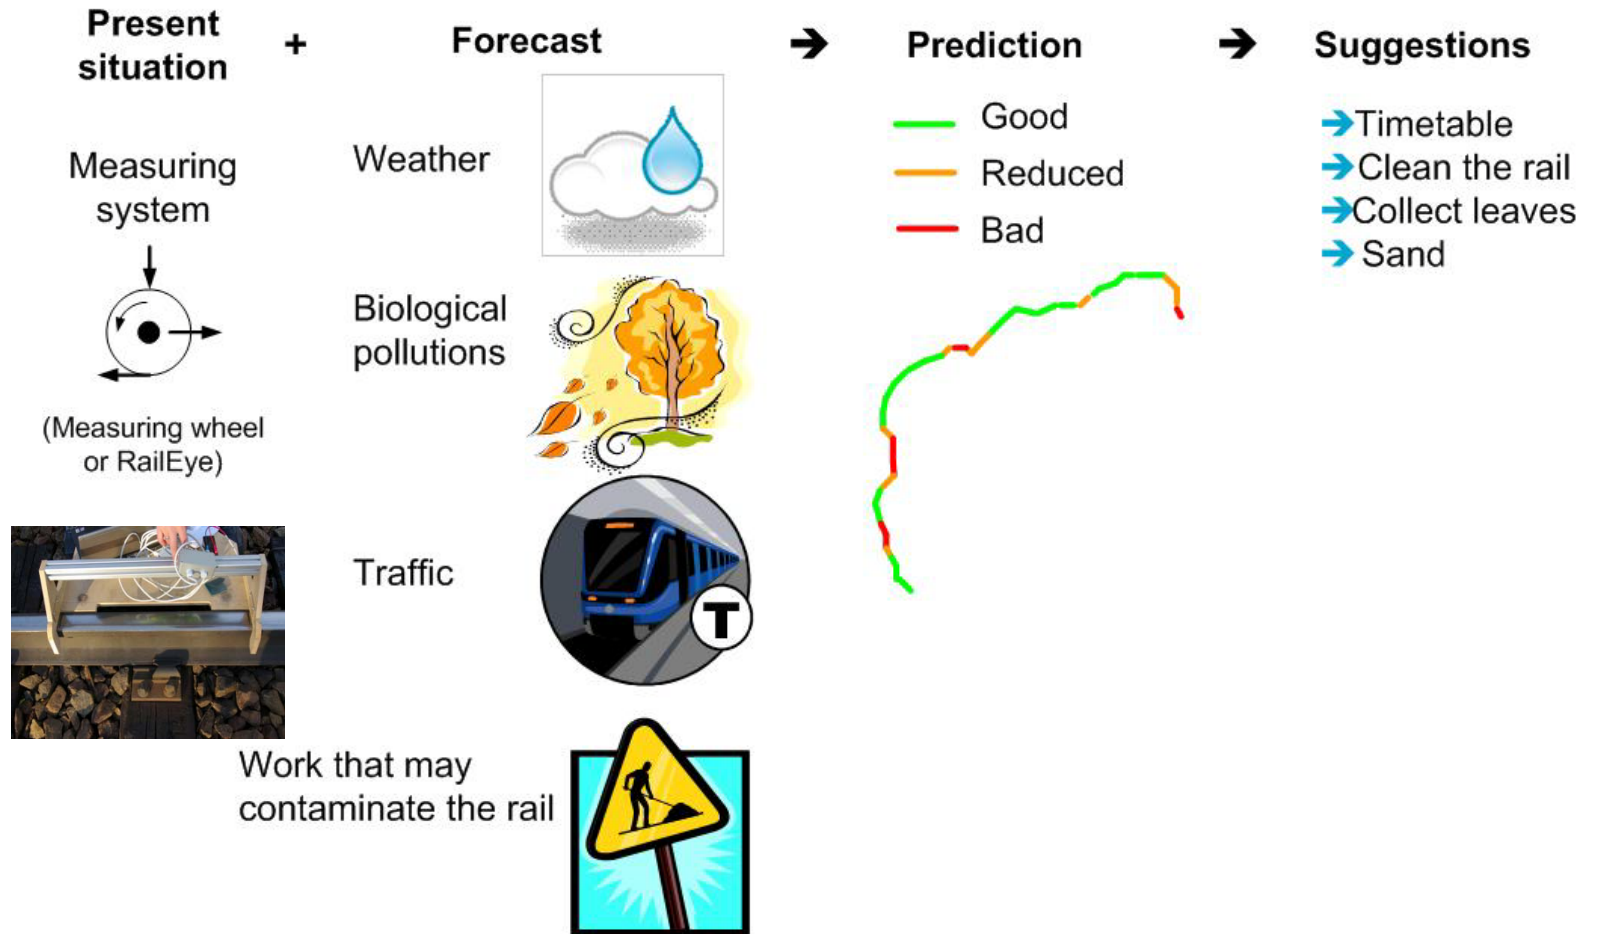 Present
situation
+
Forecast
Prediction
Suggestions
Measuring
system
(Measuring wheel
or RailEye)
Weather
Biological
pollutions
Traffic
T
Work that may
contaminate the rail
Good
Reduced
Bad
Timetable
Clean the rail
Collect leaves
Sand